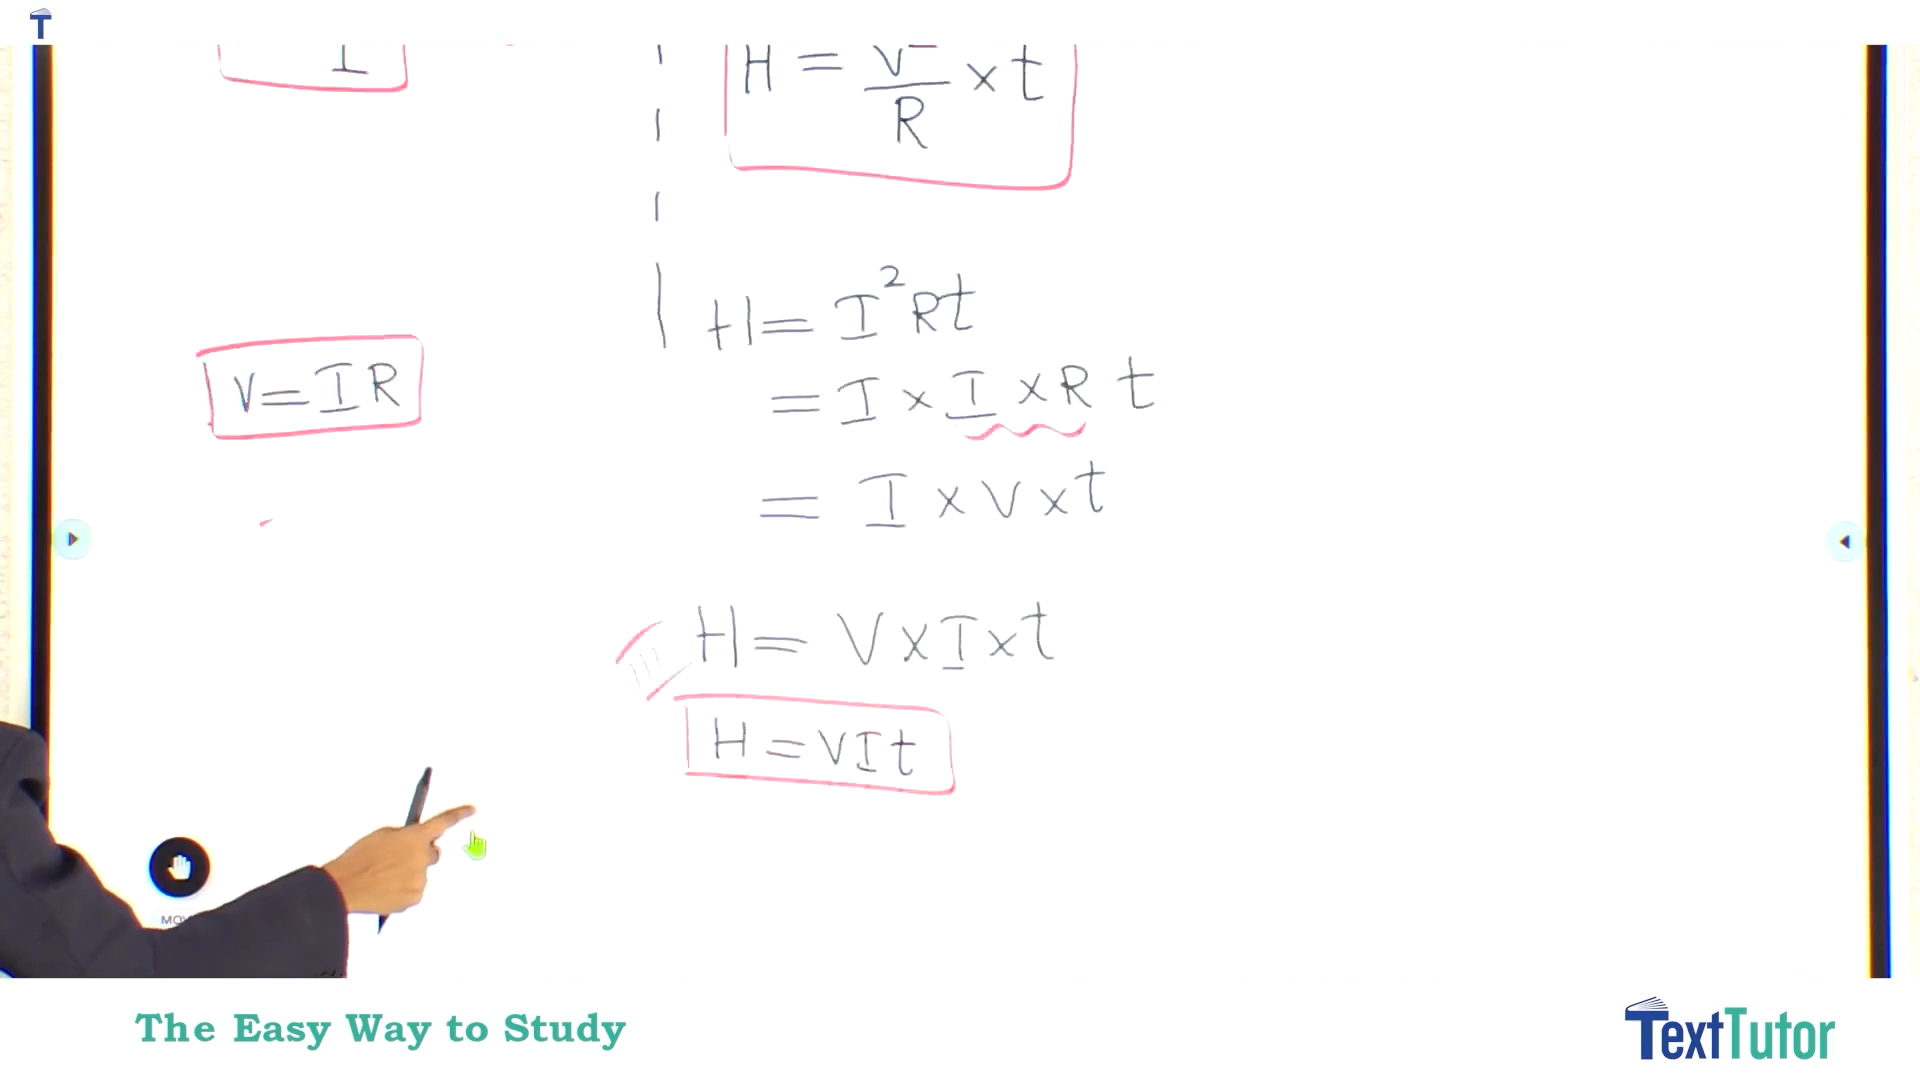 T
I
H = V²/R × t
H = I²Rt
V = IR
= I × I × R t
= I × V × t
H = V × I × t
H = VIt
The Easy Way to Study
TextTutor